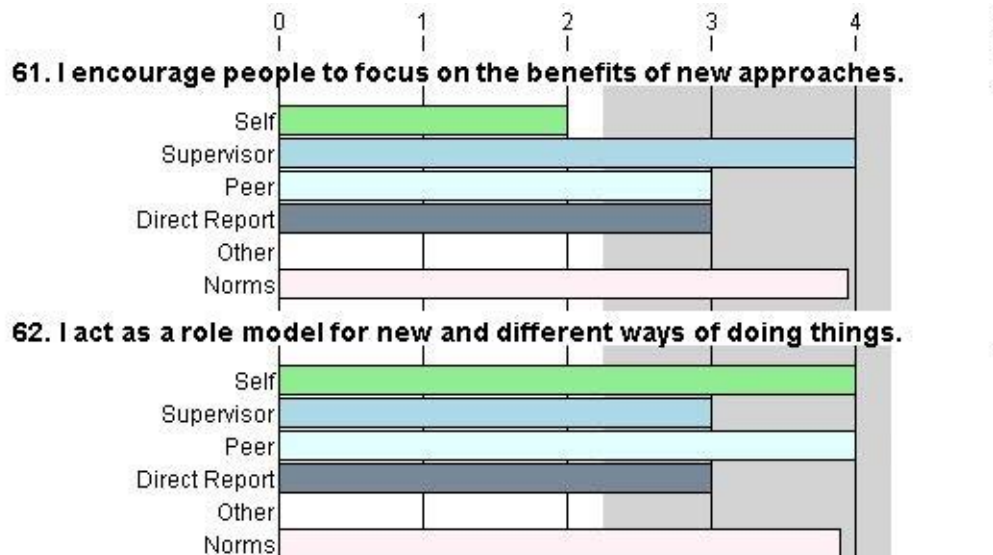 0 1 2 3 4
61. I encourage people to focus on the benefits of new approaches.
Self
Supervisor
Peer
Direct Report
Other
Norms
62. I act as a role model for new and different ways of doing things.
Self
Supervisor
Peer
Direct Report
Other
Norms